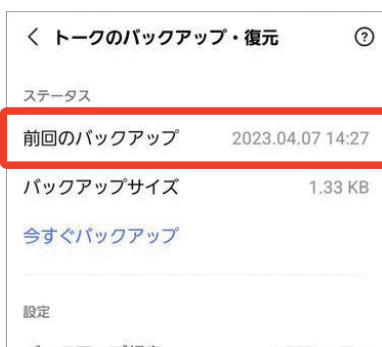 トークのバックアップ・復元
ステータス
前回のバックアップ 2023.04.07 14:27
バックアップサイズ 1.33 KB
今すぐバックアップ
設定